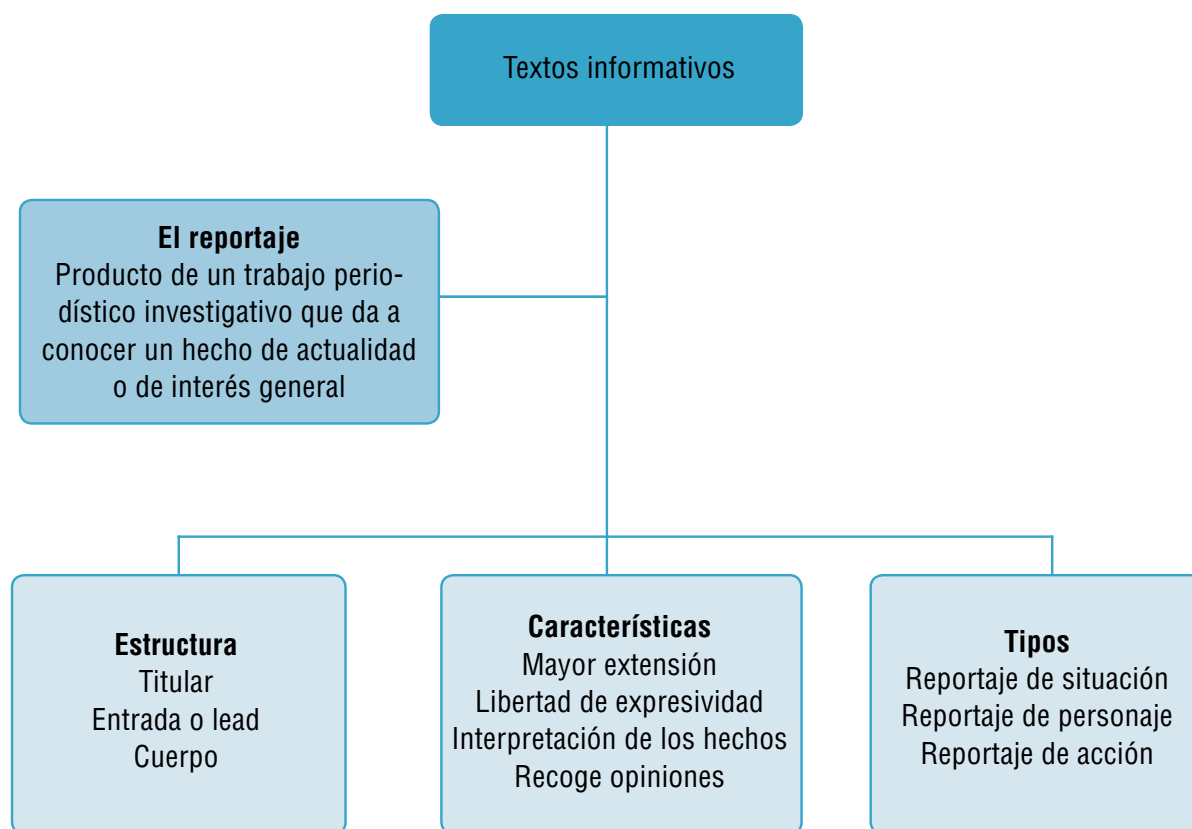 Textos informativos
El reportaje
Producto de un trabajo perio-
dístico investigativo que da a
conocer un hecho de actualidad
o de interés general
Estructura
Titular
Entrada o lead
Cuerpo
Características
Mayor extensión
Libertad de expresividad
Interpretación de los hechos
Recoge opiniones
Tipos
Reportaje de situación
Reportaje de personaje
Reportaje de acción